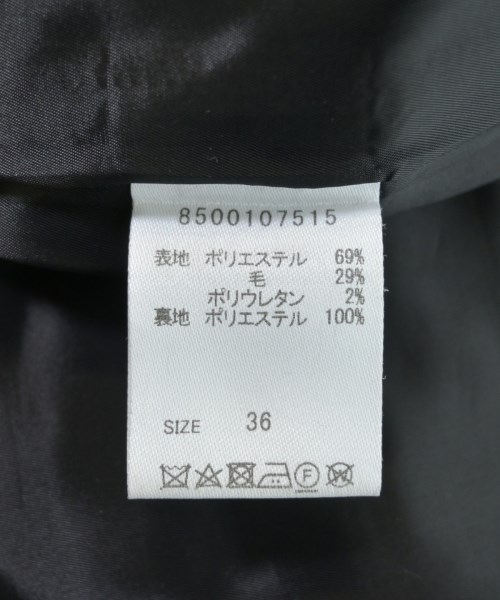 8500107515
表地 ポリエステル 69%
毛 29%
ポリウレタン 2%
裏地 ポリエステル 100%
SIZE 36
F W